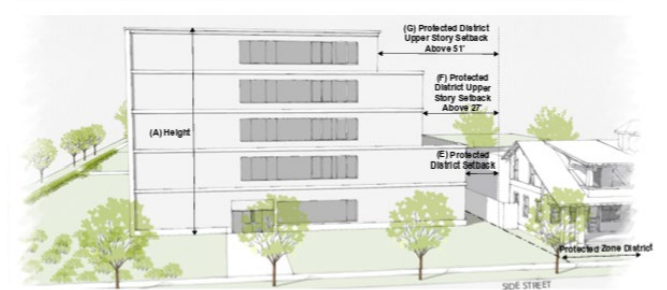 (G) Protected District
Upper Story Setback
Above 51'
(F) Protected
District Upper
Story Setback
Above 27'
(A) Height
(E) Protected
District Setback
Protected Zone District
SIDE STREET